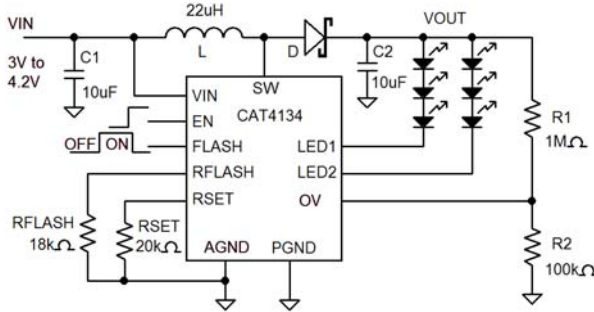 VIN
22uH
VOUT
3V to
4.2V
C1
10uF
L
D
C2
10uF
SW
VIN
CAT4134
EN
R1
1MΩ
OFF ON
FLASH
LED1
RFLASH
LED2
RSET
OV
RFLASH
18kΩ
RSET
20kΩ
AGND
PGND
R2
100kΩ